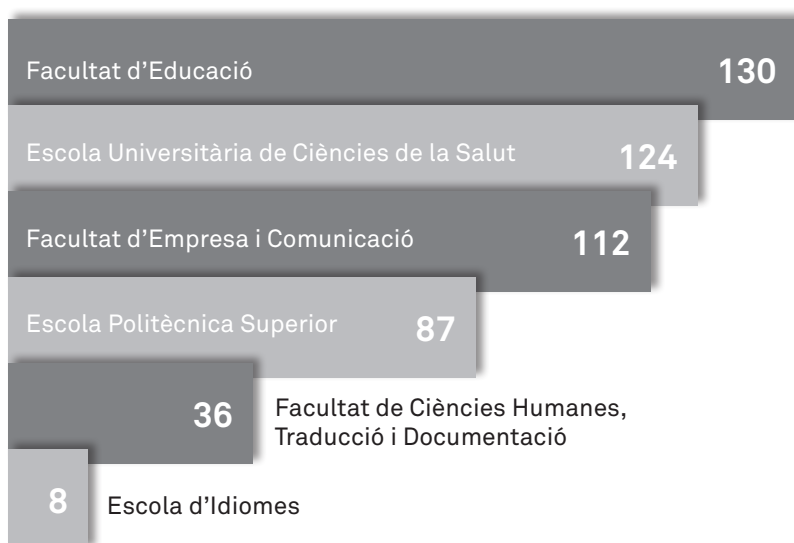 Facultat d'Educació 130
Escola Universitària de Ciències de la Salut 124
Facultat d'Empresa i Comunicació 112
Escola Politècnica Superior 87
36 Facultat de Ciències Humanes,
Traducció i Documentació
8 Escola d'Idiomes